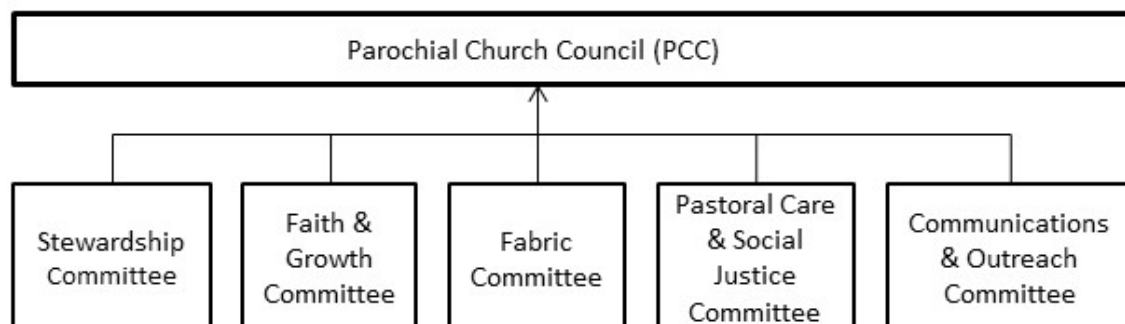 Parochial Church Council (PCC)
Stewardship
Committee
Faith &
Growth
Committee
Fabric
Committee
Pastoral Care
& Social
Justice
Committee
Communications
& Outreach
Committee